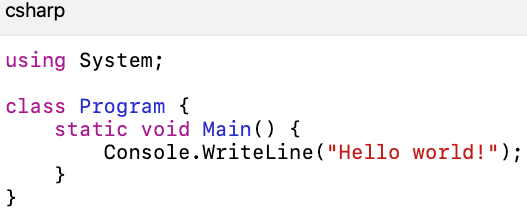 csharp
using System;

class Program {
    static void Main() {
        Console.WriteLine("Hello world!");
    }
}